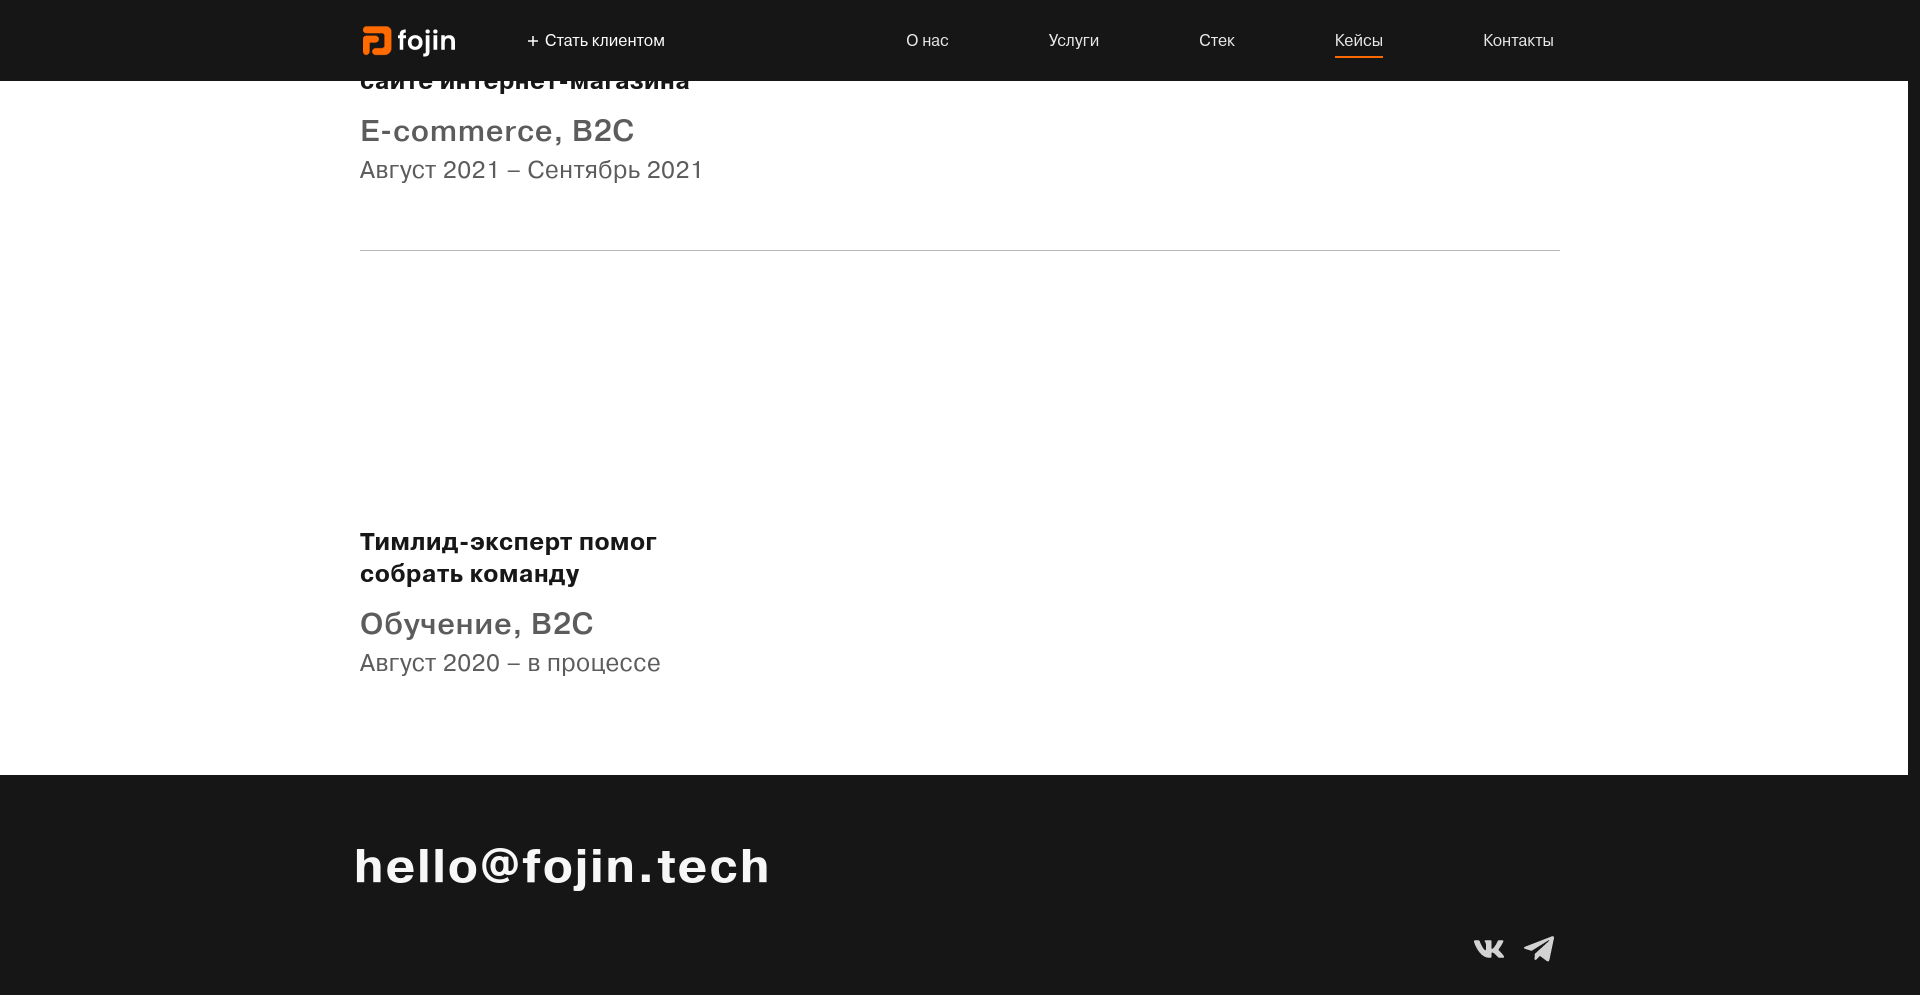 fojin
+ Стать клиентом
О нас
Услуги
Стек
Кейсы
Контакты
сайте интернет-магазина
E-commerce, B2C
Август 2021 – Сентябрь 2021
Тимлид-эксперт помог
собрать команду
Обучение, B2C
Август 2020 – в процессе
hello@fojin.tech